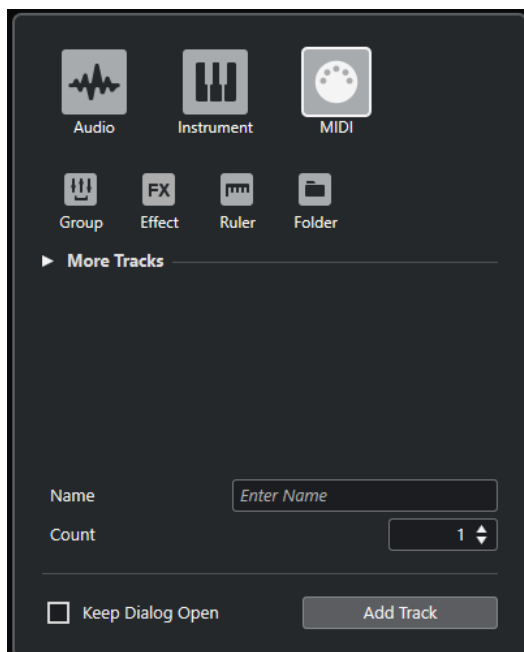 Audio Instrument MIDI
FX
Group Effect Ruler Folder
More Tracks
Name Enter Name
Count 1
Keep Dialog Open Add Track